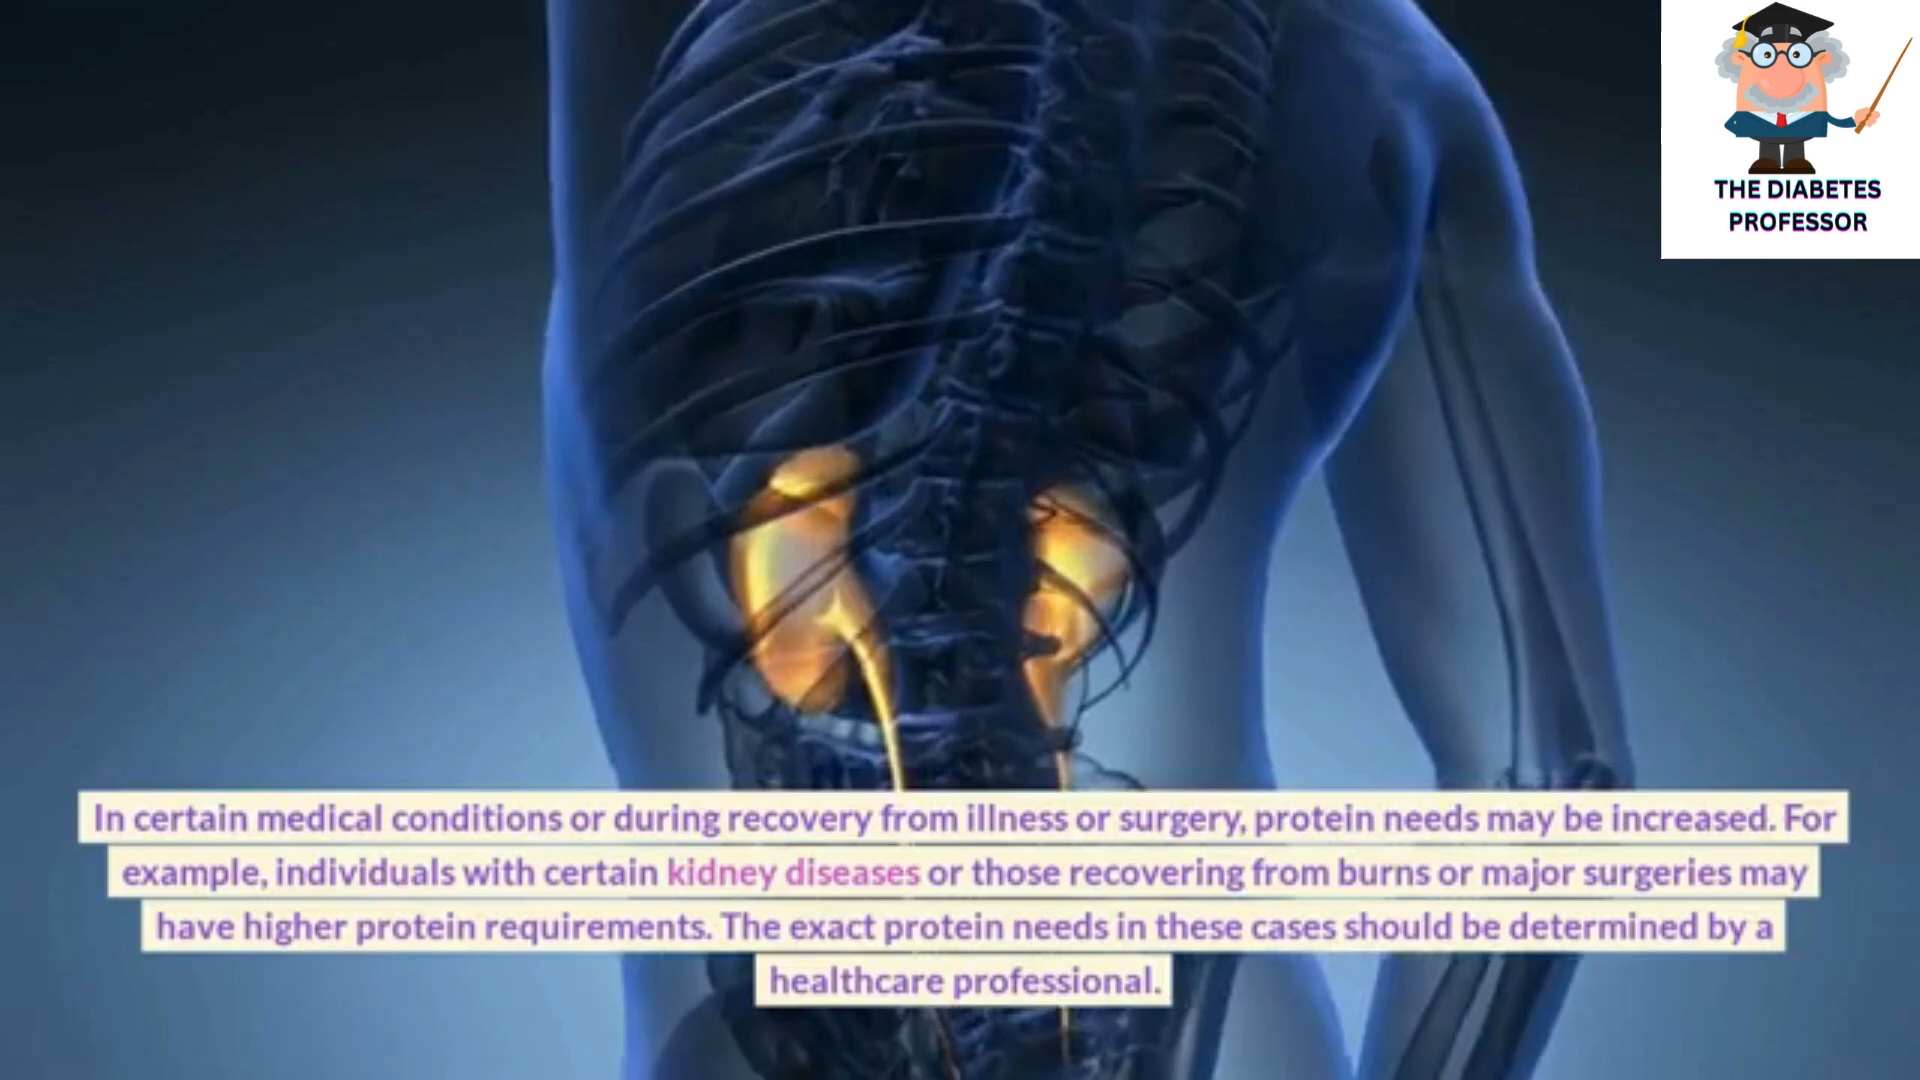 THE DIABETES
PROFESSOR
In certain medical conditions or during recovery from illness or surgery, protein needs may be increased. For
example, individuals with certain kidney diseases or those recovering from burns or major surgeries may
have higher protein requirements. The exact protein needs in these cases should be determined by a
healthcare professional.